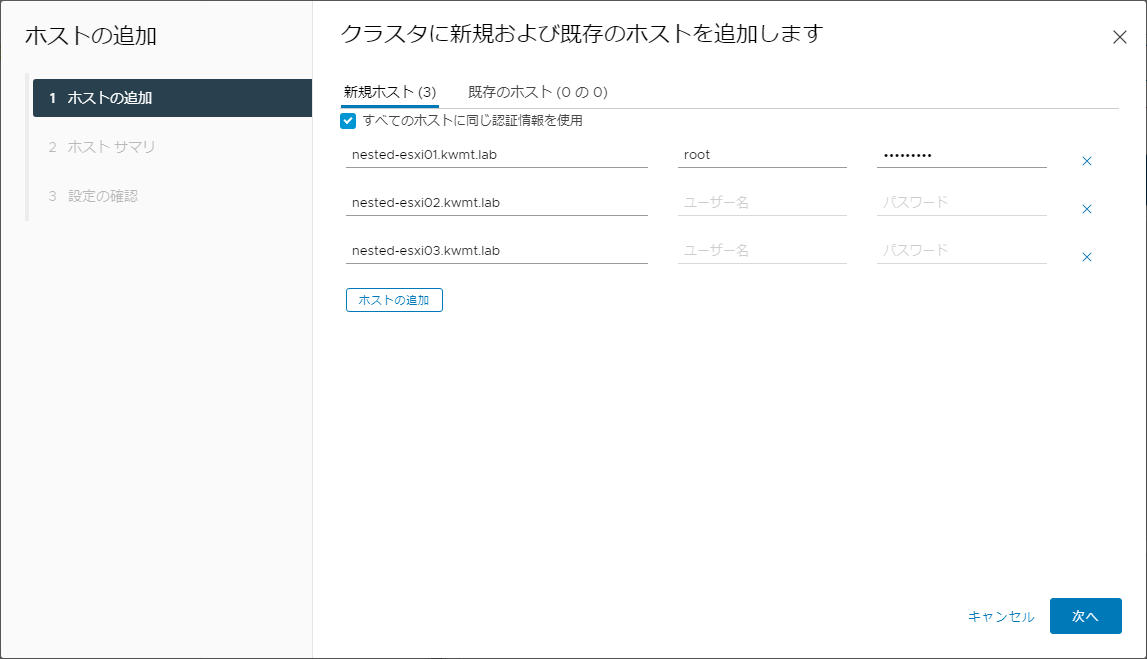 ホストの追加
1 ホストの追加
2 ホスト サマリ
3 設定の確認
クラスタに新規および既存のホストを追加します
新規ホスト (3) 既存のホスト (0 の 0)
すべてのホストに同じ認証情報を使用
nested-esxi01.kwmt.lab root •••••••••
nested-esxi02.kwmt.lab ユーザー名 パスワード
nested-esxi03.kwmt.lab ユーザー名 パスワード
ホストの追加
キャンセル 次へ